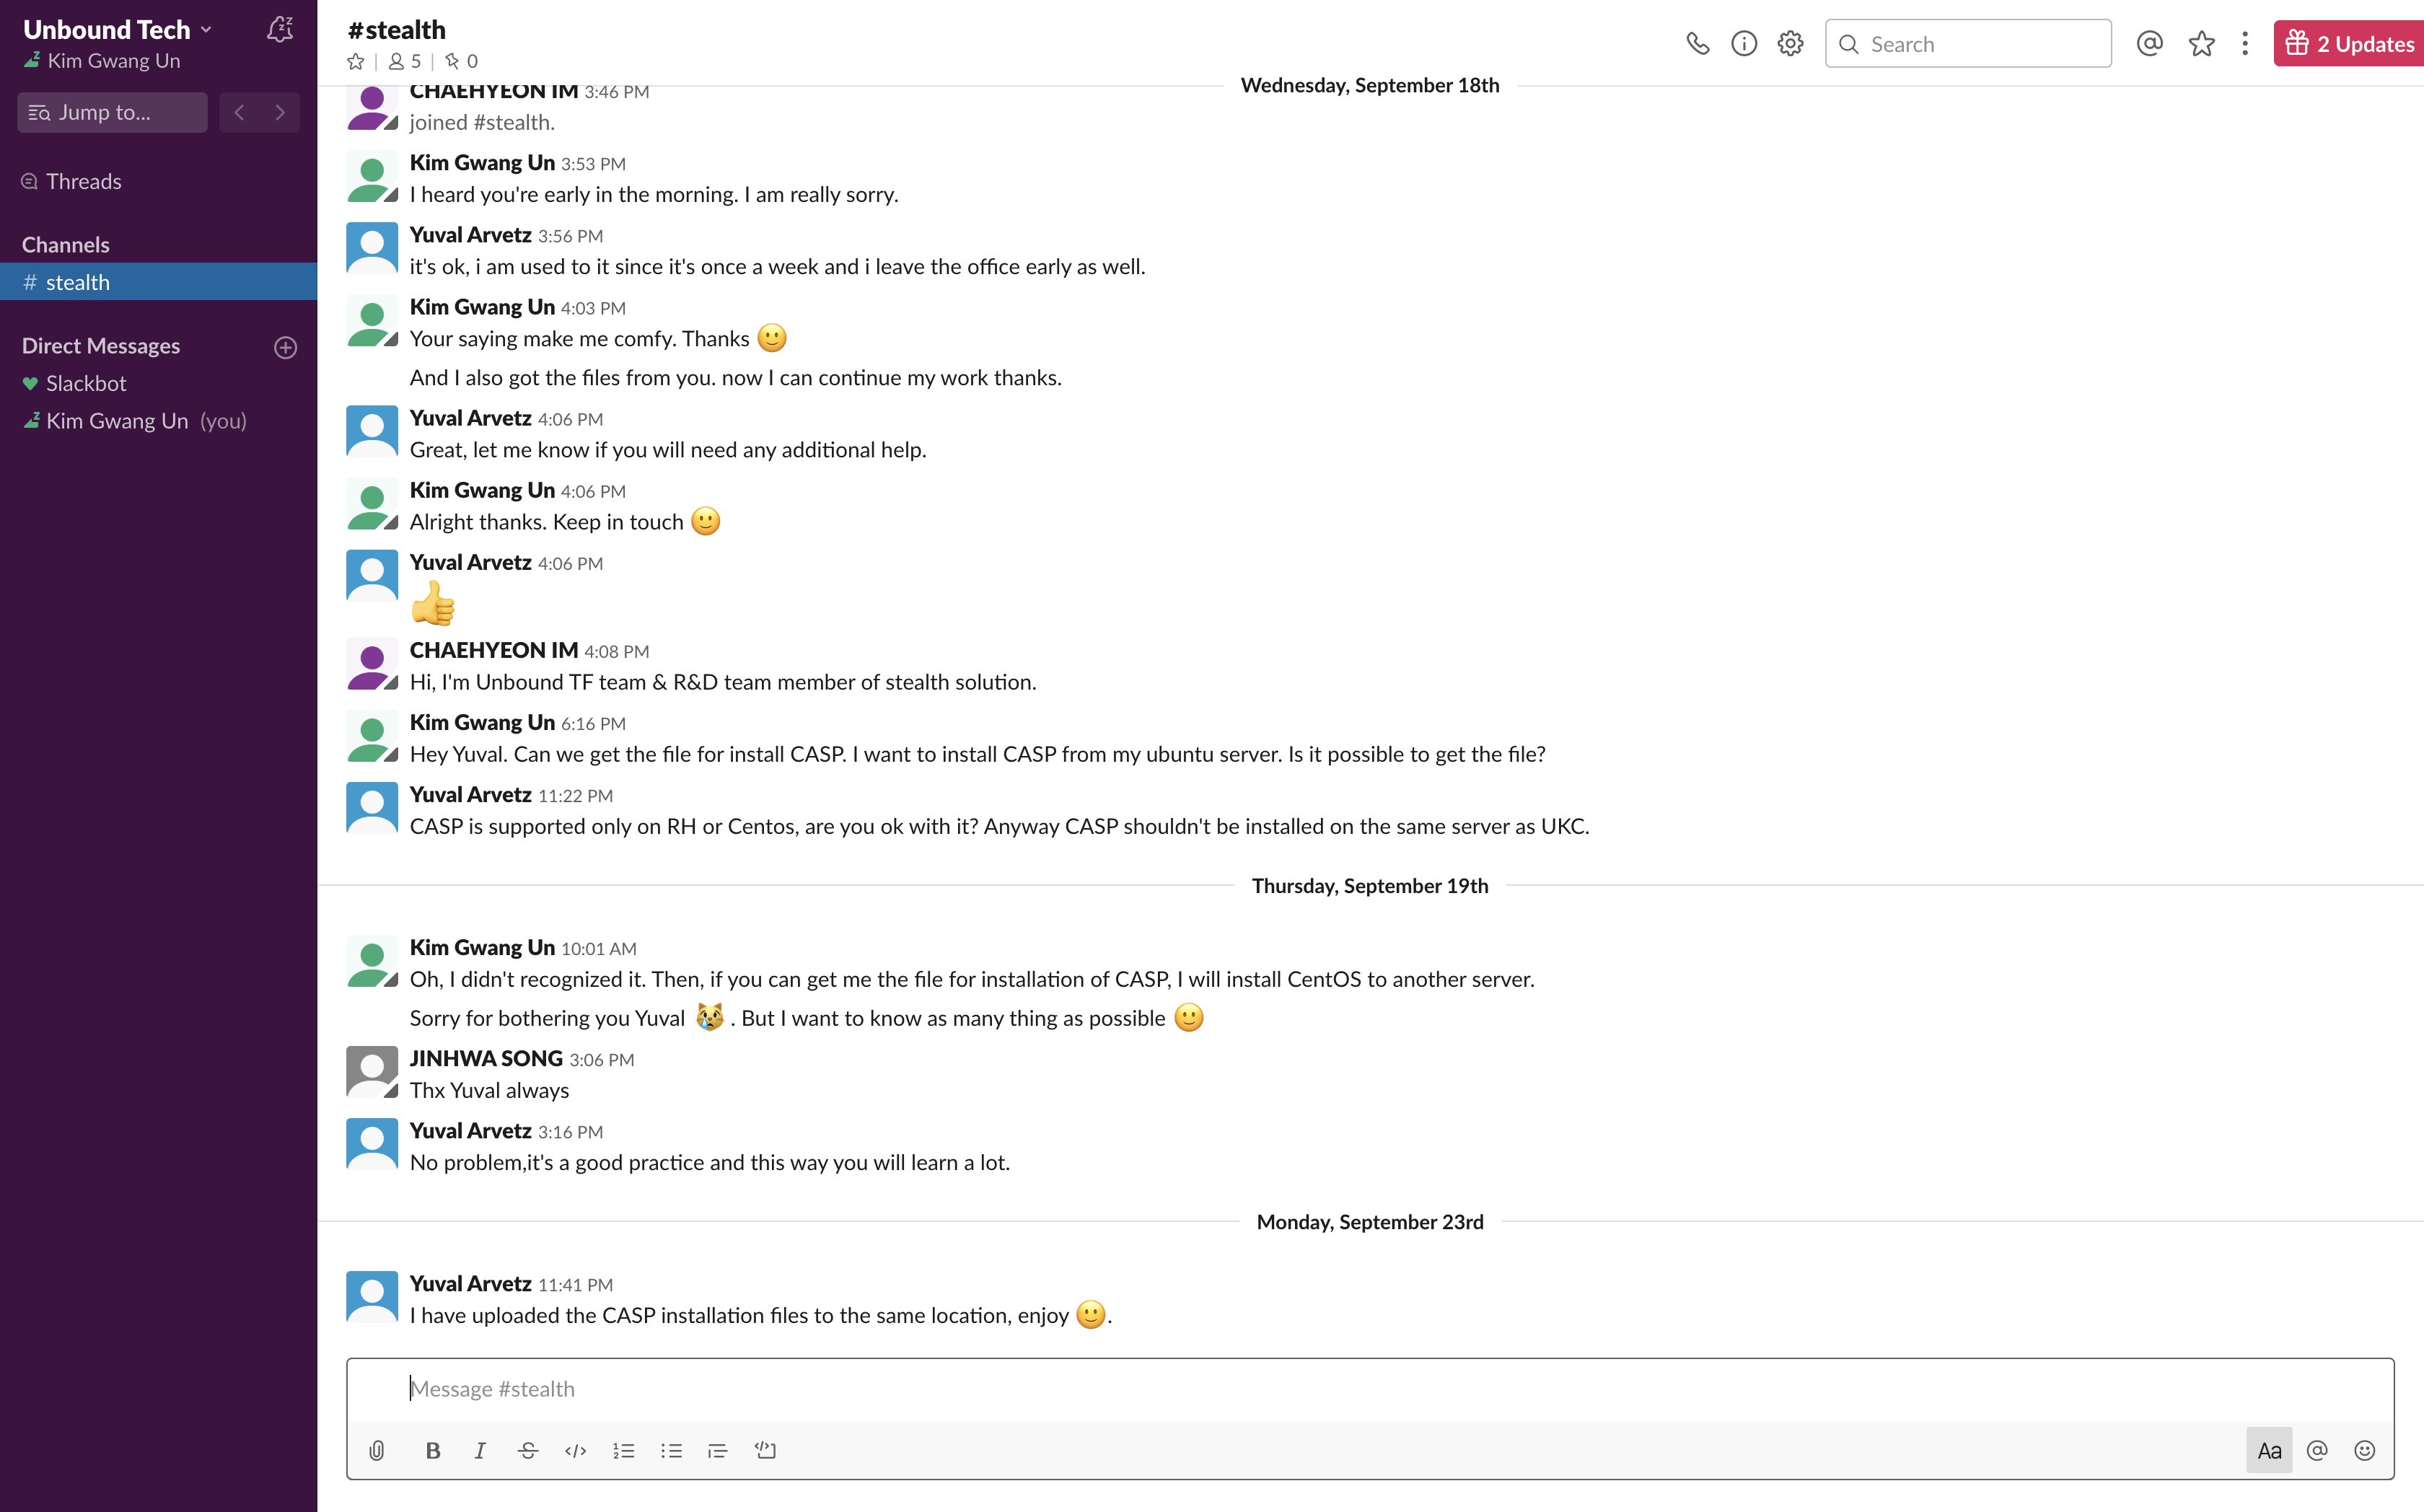 Unbound Tech
Kim Gwang Un
Jump to...
Threads
Channels
# stealth
Direct Messages
Slackbot
Kim Gwang Un (you)
#stealth
5
0
Search
2 Updates
Wednesday, September 18th
CHAEHYEON IM 3:46 PM
joined #stealth.
Kim Gwang Un 3:53 PM
I heard you're early in the morning. I am really sorry.
Yuval Arvetz 3:56 PM
it's ok, i am used to it since it's once a week and i leave the office early as well.
Kim Gwang Un 4:03 PM
Your saying make me comfy. Thanks 🙂
And I also got the files from you. now I can continue my work thanks.
Yuval Arvetz 4:06 PM
Great, let me know if you will need any additional help.
Kim Gwang Un 4:06 PM
Alright thanks. Keep in touch 🙂
Yuval Arvetz 4:06 PM
👍
CHAEHYEON IM 4:08 PM
Hi, I'm Unbound TF team & R&D team member of stealth solution.
Kim Gwang Un 6:16 PM
Hey Yuval. Can we get the file for install CASP. I want to install CASP from my ubuntu server. Is it possible to get the file?
Yuval Arvetz 11:22 PM
CASP is supported only on RH or Centos, are you ok with it? Anyway CASP shouldn't be installed on the same server as UKC.
Thursday, September 19th
Kim Gwang Un 10:01 AM
Oh, I didn't recognized it. Then, if you can get me the file for installation of CASP, I will install CentOS to another server.
Sorry for bothering you Yuval 😿 . But I want to know as many thing as possible 🙂
JINHWA SONG 3:06 PM
Thx Yuval always
Yuval Arvetz 3:16 PM
No problem,it's a good practice and this way you will learn a lot.
Monday, September 23rd
Yuval Arvetz 11:41 PM
I have uploaded the CASP installation files to the same location, enjoy 🙂.
Message #stealth
B I S </> Aa @